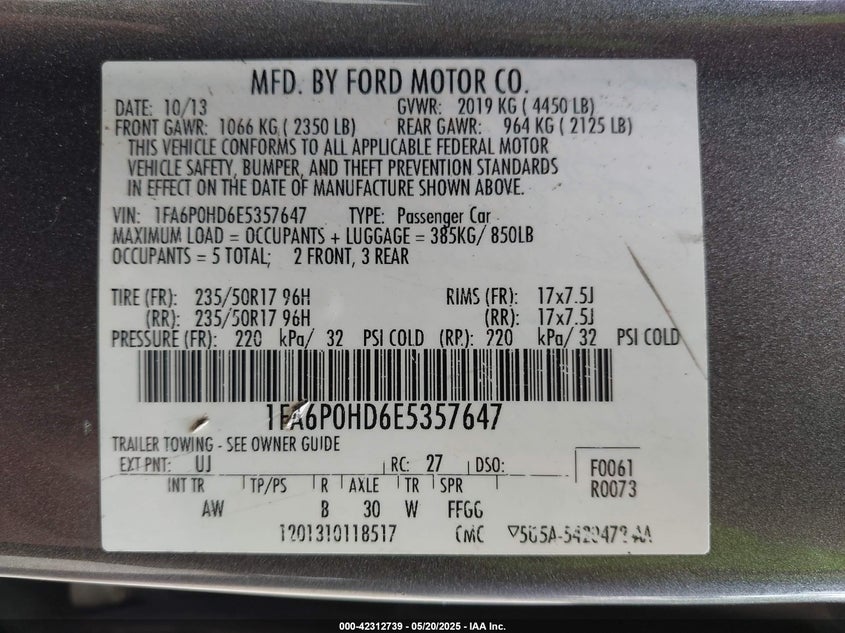 MFD. BY FORD MOTOR CO.
DATE: 10/13 GVWR: 2019 KG ( 4450 LB)
FRONT GAWR: 1066 KG ( 2350 LB) REAR GAWR: 964 KG ( 2125 LB)
THIS VEHICLE CONFORMS TO ALL APPLICABLE FEDERAL MOTOR
VEHICLE SAFETY, BUMPER, AND THEFT PREVENTION STANDARDS
IN EFFECT ON THE DATE OF MANUFACTURE SHOWN ABOVE.
VIN: 1FA6P0HD6E5357647 TYPE: Passenger Car
MAXIMUM LOAD = OCCUPANTS + LUGGAGE = 385KG/ 850LB
OCCUPANTS = 5 TOTAL; 2 FRONT, 3 REAR
TIRE (FR): 235/50R17 96H RIMS (FR): 17x7.5J
(RR): 235/50R17 96H (RR): 17x7.5J
PRESSURE (FR): 220 kPa/ 32 PSI COLD (RR): 220 kPa/ 32 PSI COLD
1FA6P0HD6E5357647
TRAILER TOWING - SEE OWNER GUIDE
EXT PNT: UJ RC: 27 DSO: F0061
INT TR TP/PS R AXLE TR SPR R0073
AW B 30 W FFGG
1201310118517 CMC
000-42312739 — 05/20/2025 — IAA Inc.